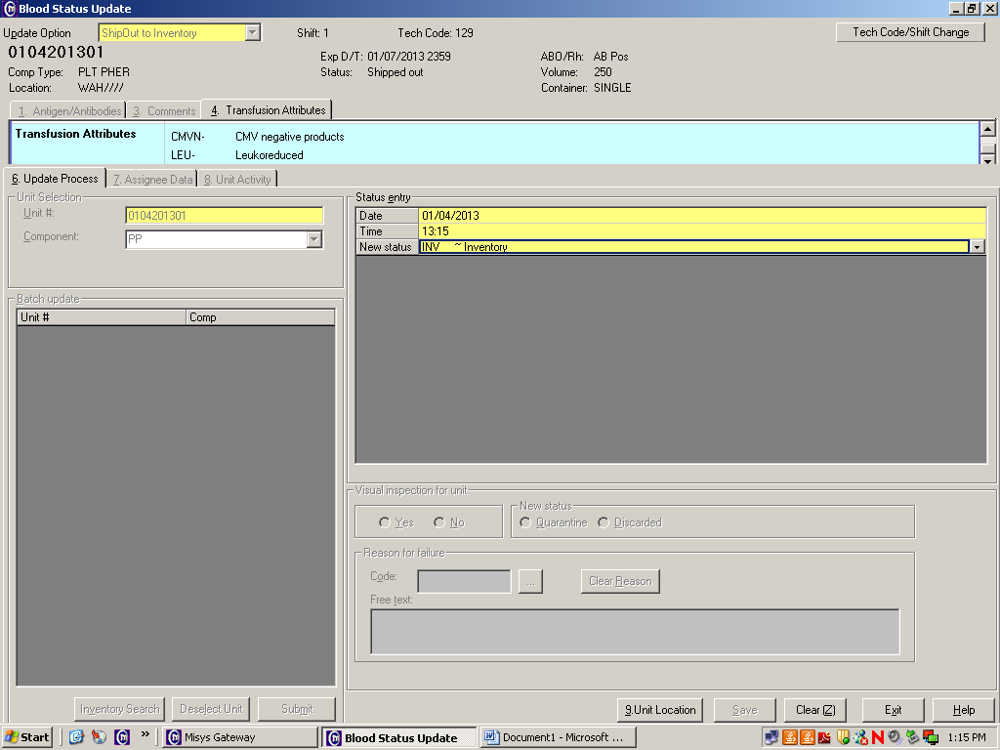 Blood Status Update
Update Option ShipOut to Inventory Shift: 1 Tech Code: 129 Tech Code/Shift Change
0104201301
Exp D/T: 01/07/2013 2359 ABO/Rh: AB Pos
Comp Type: PLT PHER Status: Shipped out Volume: 250
Location: WAH//// Container: SINGLE
1. Antigen/Antibodies 3. Comments 4. Transfusion Attributes
Transfusion Attributes CMVN- CMV negative products
LEU- Leukoreduced
6. Update Process 7. Assignee Data 8. Unit Activity
Unit Selection
Unit #: 0104201301
Component: PP
Status entry
Date 01/04/2013
Time 13:15
New status INV ~ Inventory
Batch update
Unit # Comp
Visual inspection for unit
Yes No
New status
Quarantine Discarded
Reason for failure
Code: ... Clear Reason
Free text:
Inventory Search Deselect Unit Submit
9.Unit Location Save Clear (Z) Exit Help
Start » Misys Gateway Blood Status Update Document1 - Microsoft ... 1:15 PM